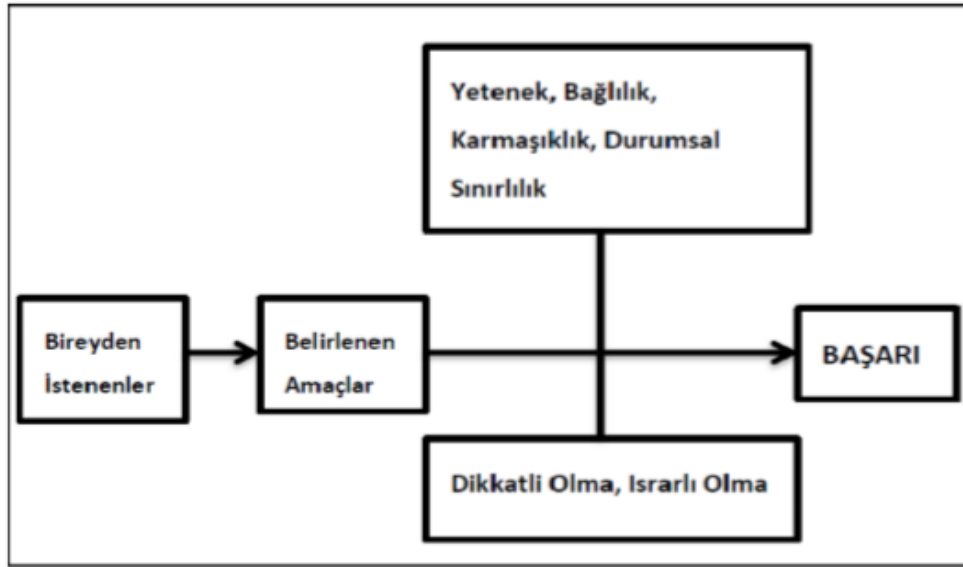 Yetenek, Bağlılık,
Karmaşıklık, Durumsal
Sınırlılık
Bireyden
İstenenler
Belirlenen
Amaçlar
BAŞARI
Dikkatli Olma, Israrlı Olma